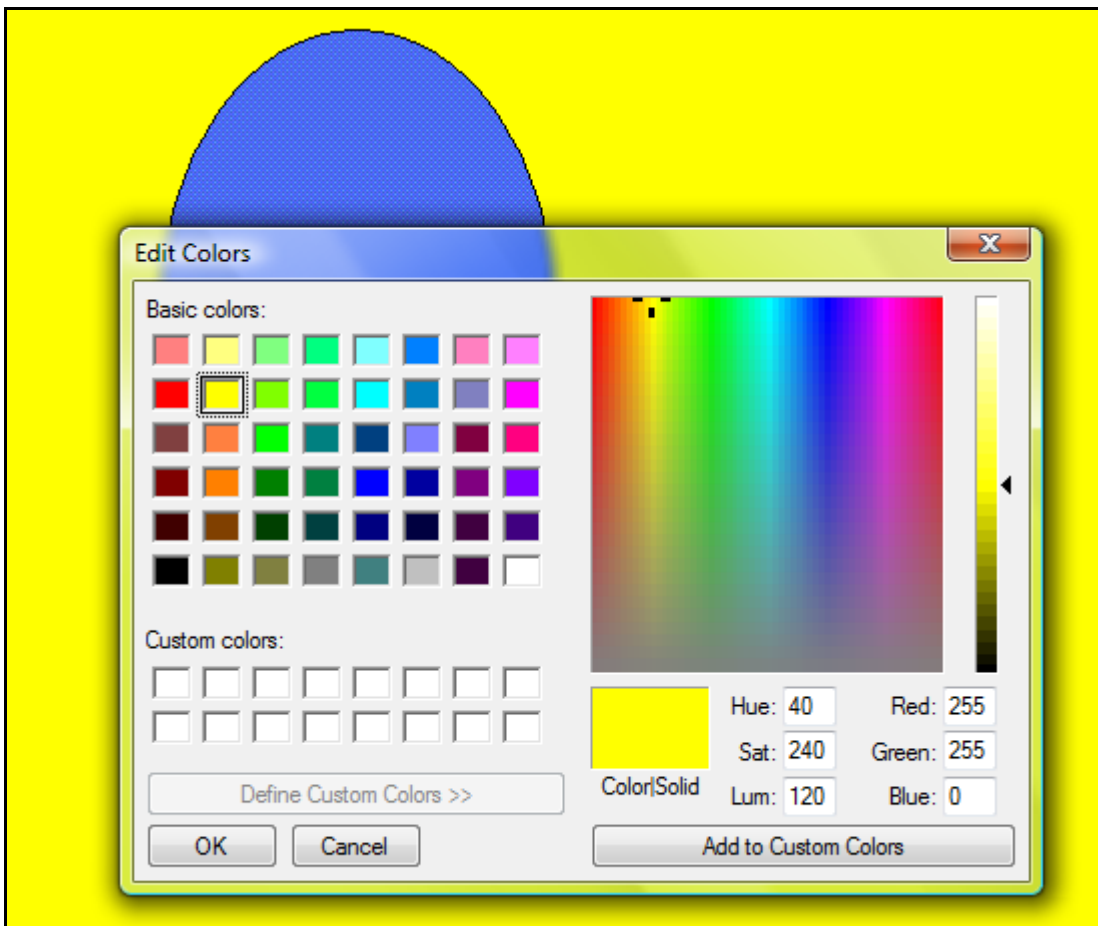 Edit Colors
Basic colors:
Custom colors:
Define Custom Colors >>
OK Cancel
Color|Solid
Hue: 40 Red: 255
Sat: 240 Green: 255
Lum: 120 Blue: 0
Add to Custom Colors